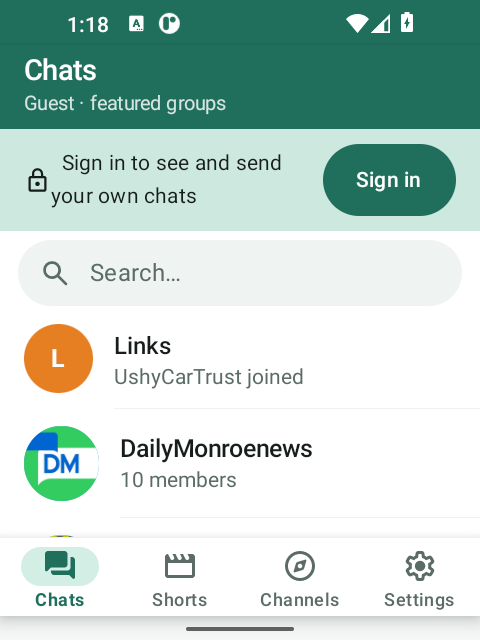 1:18
A
Chats
Guest · featured groups
Sign in to see and send
your own chats
Sign in
Search…
L
Links
UshyCarTrust joined
DM
DailyMonroenews
10 members
Chats
Shorts
Channels
Settings